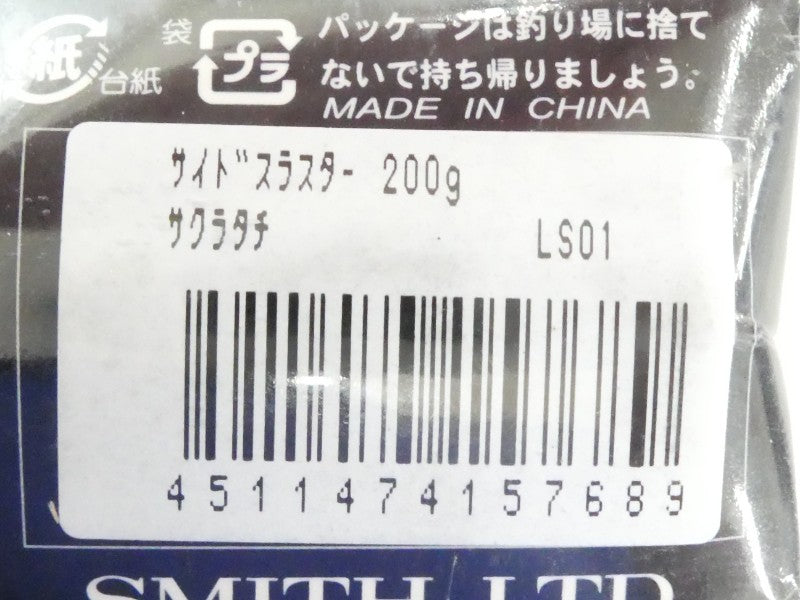 紙 台紙
袋 プラ
パッケージは釣り場に捨て
ないで持ち帰りましょう。
MADE IN CHINA
ｻｲﾄﾞｽﾗｽﾀｰ 200g
ｻｸﾗﾀﾁ LS01
4511474157689
SMITH LTD